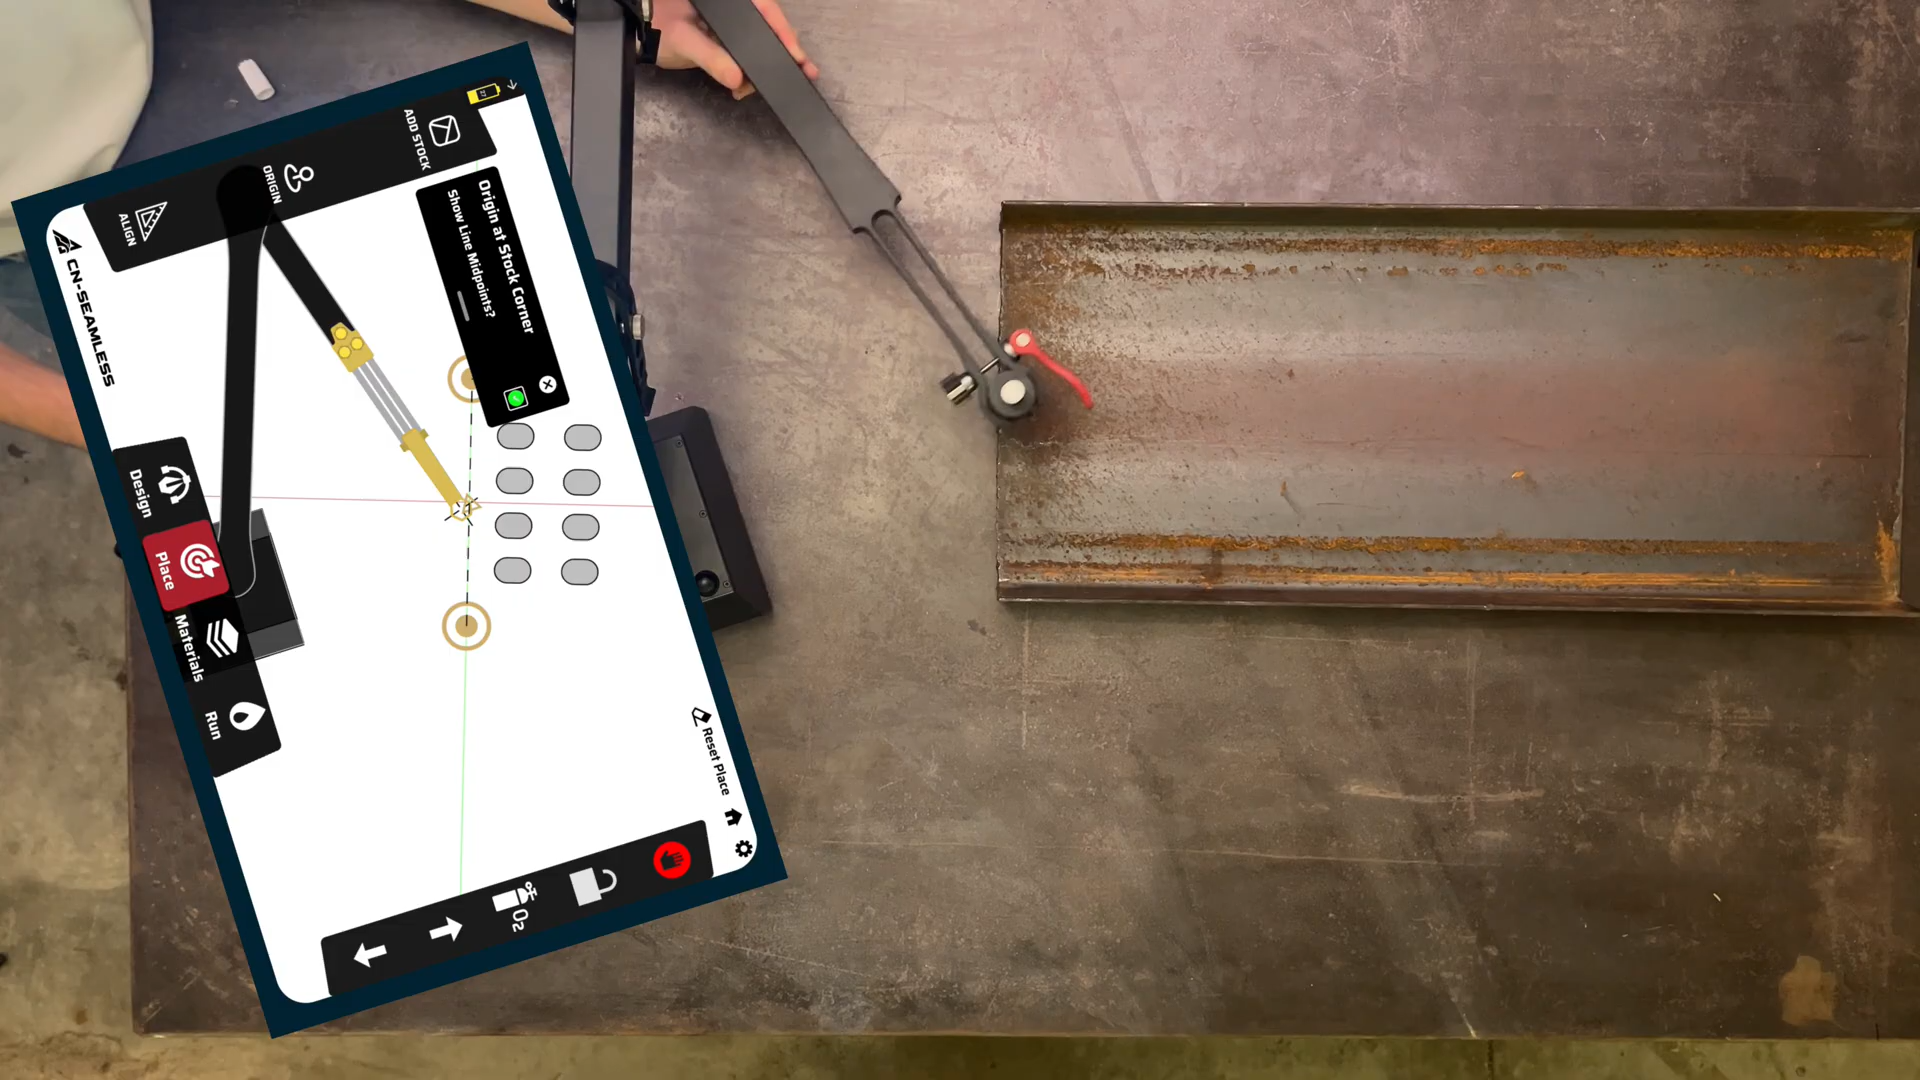 27
ADD STOCK
ORIGIN
ALIGN
CN-SEAMLESS
Origin at Stock Corner
Show Line Midpoints?
Design
Place
Materials
Run
Reset Place
O₂